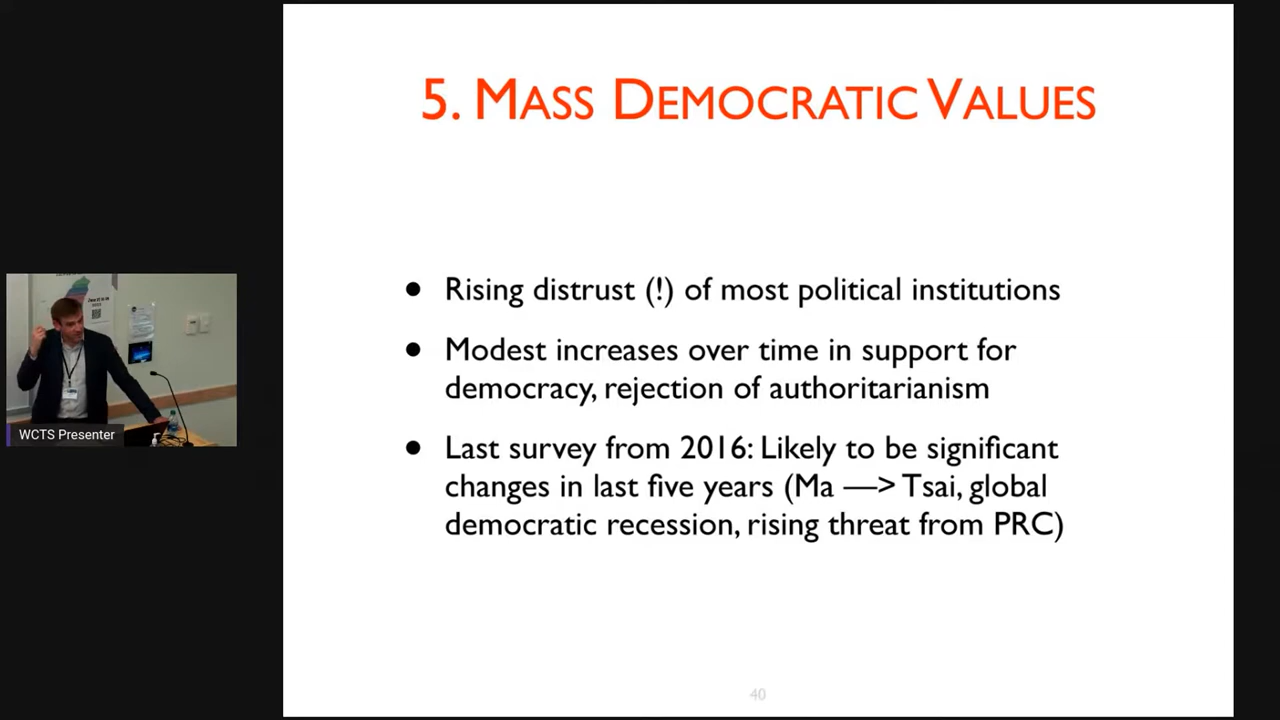 5. MASS DEMOCRATIC VALUES
• Rising distrust (!) of most political institutions
• Modest increases over time in support for
democracy, rejection of authoritarianism
• Last survey from 2016: Likely to be significant
changes in last five years (Ma —> Tsai, global
democratic recession, rising threat from PRC)
WCTS Presenter
40